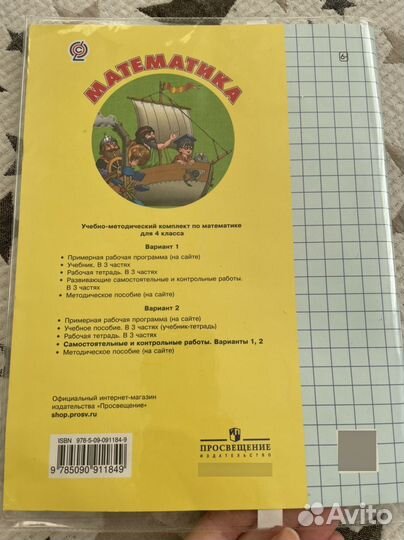 МАТЕМАТИКА
6+
Учебно-методический комплект по математике
для 4 класса
Вариант 1
• Примерная рабочая программа (на сайте)
• Учебник. В 3 частях
• Рабочая тетрадь. В 3 частях
• Развивающие самостоятельные и контрольные работы.
В 3 частях
• Методическое пособие (на сайте)
Вариант 2
• Примерная рабочая программа (на сайте)
• Учебное пособие. В 3 частях (учебник-тетрадь)
• Рабочая тетрадь. В 3 частях
• Самостоятельные и контрольные работы. Варианты 1, 2
• Методическое пособие (на сайте)
Официальный интернет-магазин
издательства «Просвещение»
shop.prosv.ru
ISBN 978-5-09-091184-9
9 785090 911849
ПРОСВЕЩЕНИЕ
ИЗДАТЕЛЬСТВО
Avito